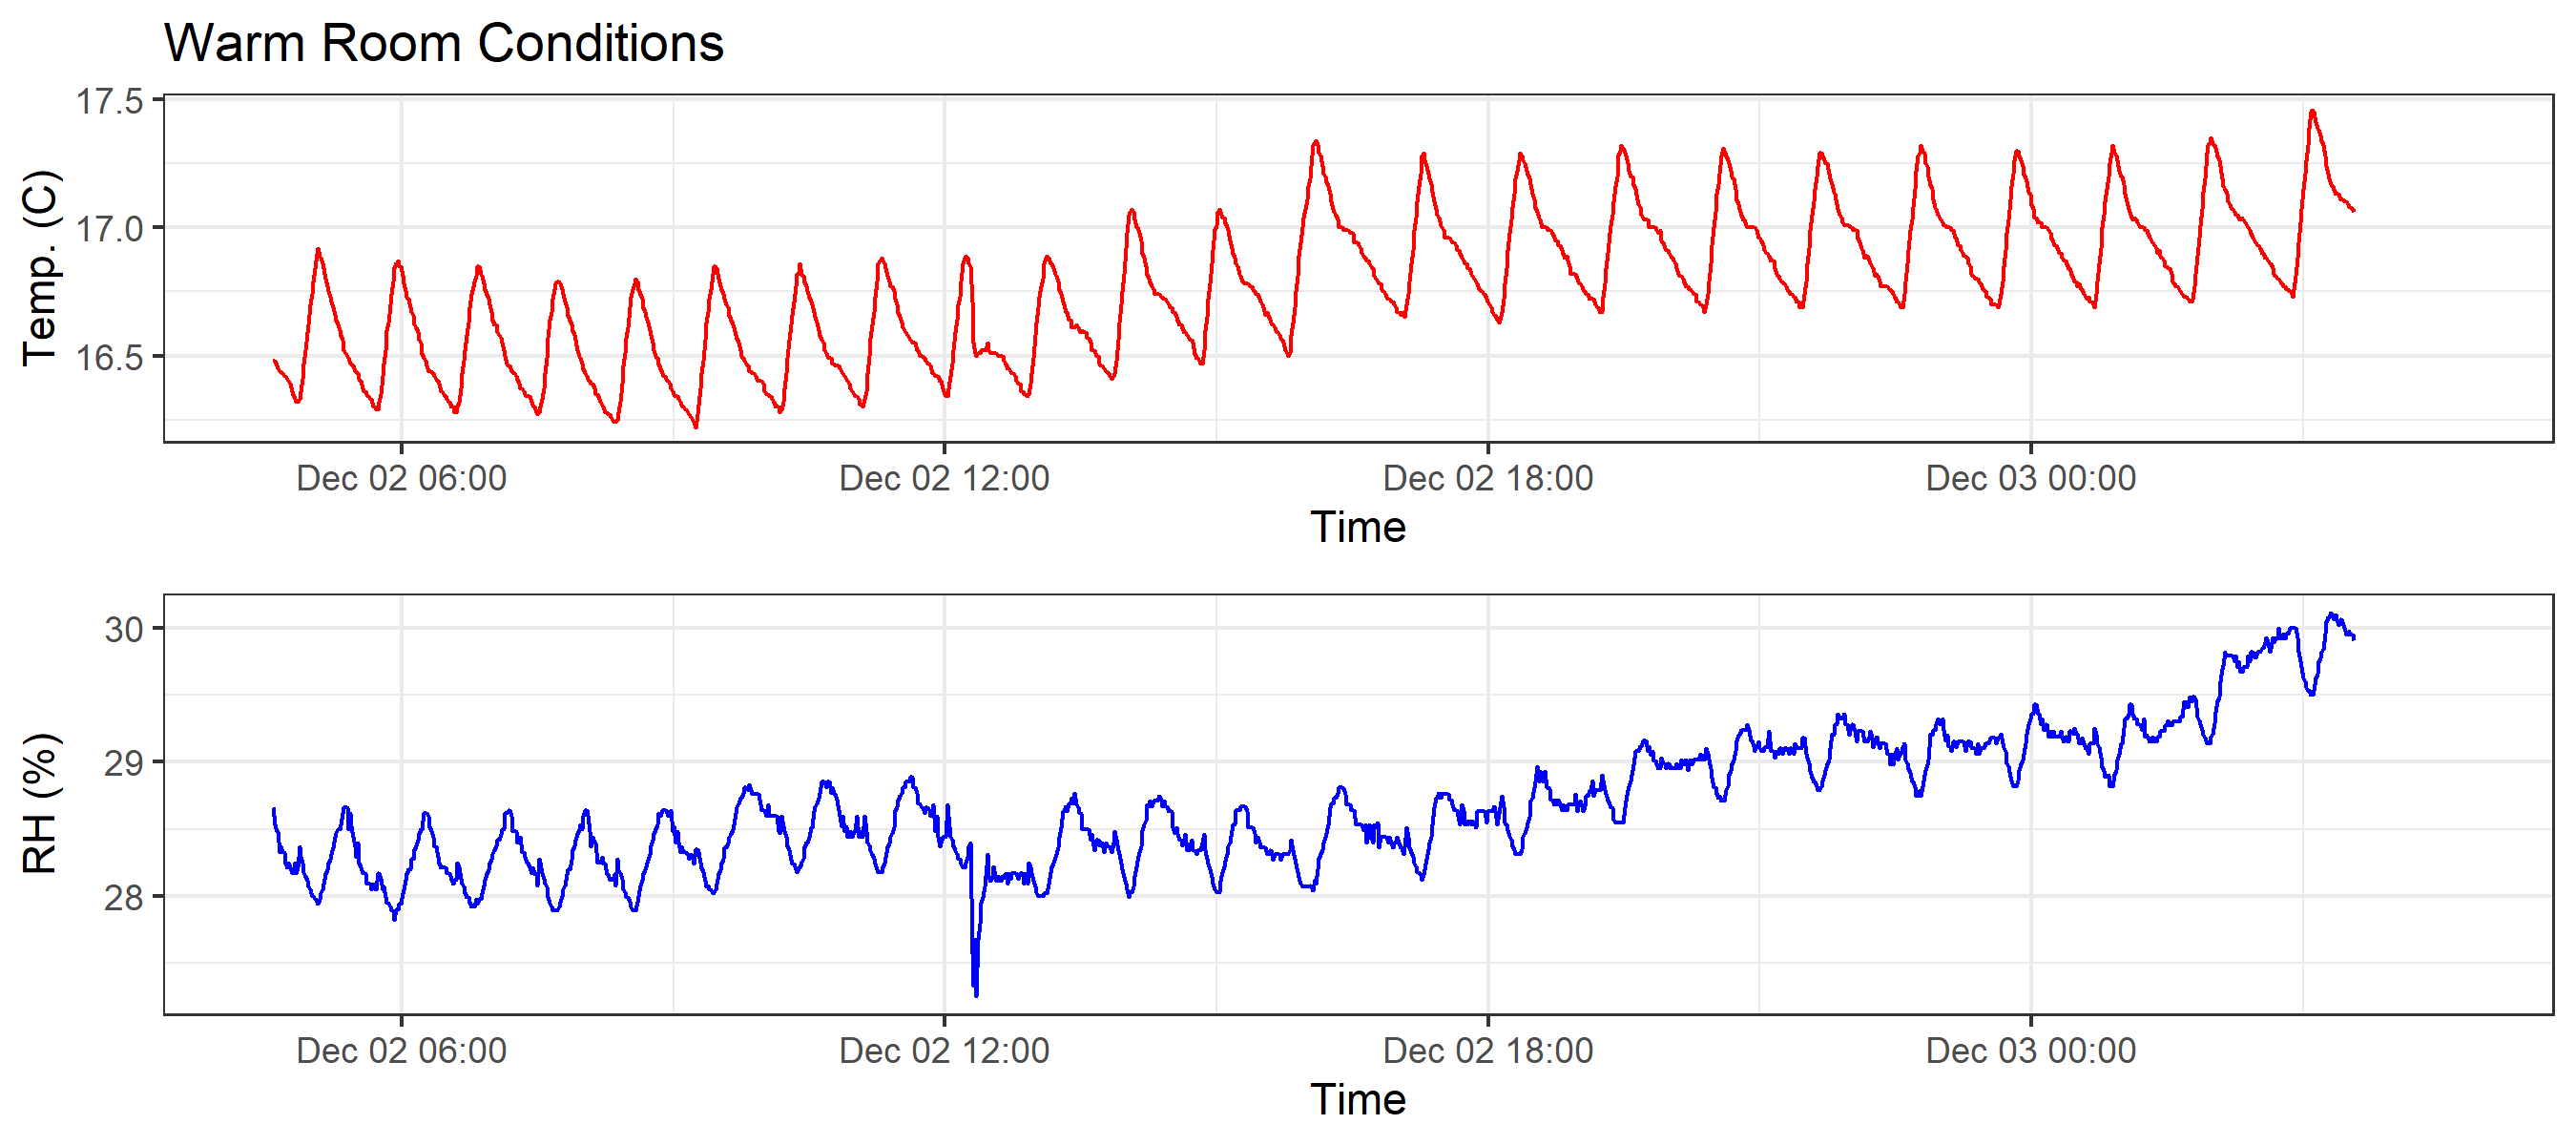 Warm Room Conditions
17.5
17.0
16.5
Temp. (C)
Dec 02 06:00 Dec 02 12:00 Dec 02 18:00 Dec 03 00:00
Time
30
29
28
RH (%)
Dec 02 06:00 Dec 02 12:00 Dec 02 18:00 Dec 03 00:00
Time